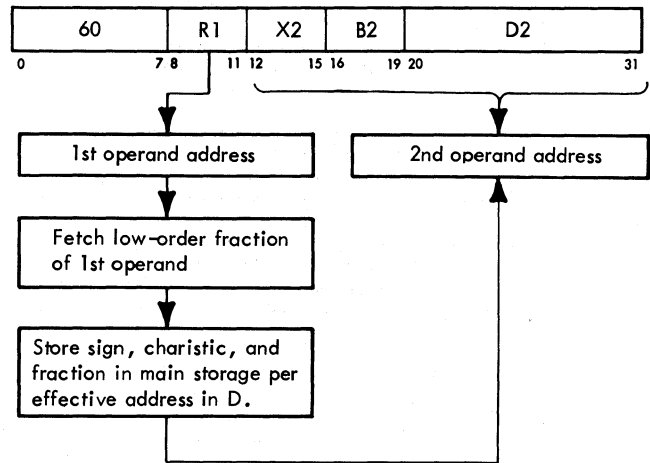 60 R1 X2 B2 D2
0 7 8 11 12 15 16 19 20 31
1st operand address
2nd operand address
Fetch low-order fraction
of 1st operand
Store sign, charistic, and
fraction in main storage per
effective address in D.